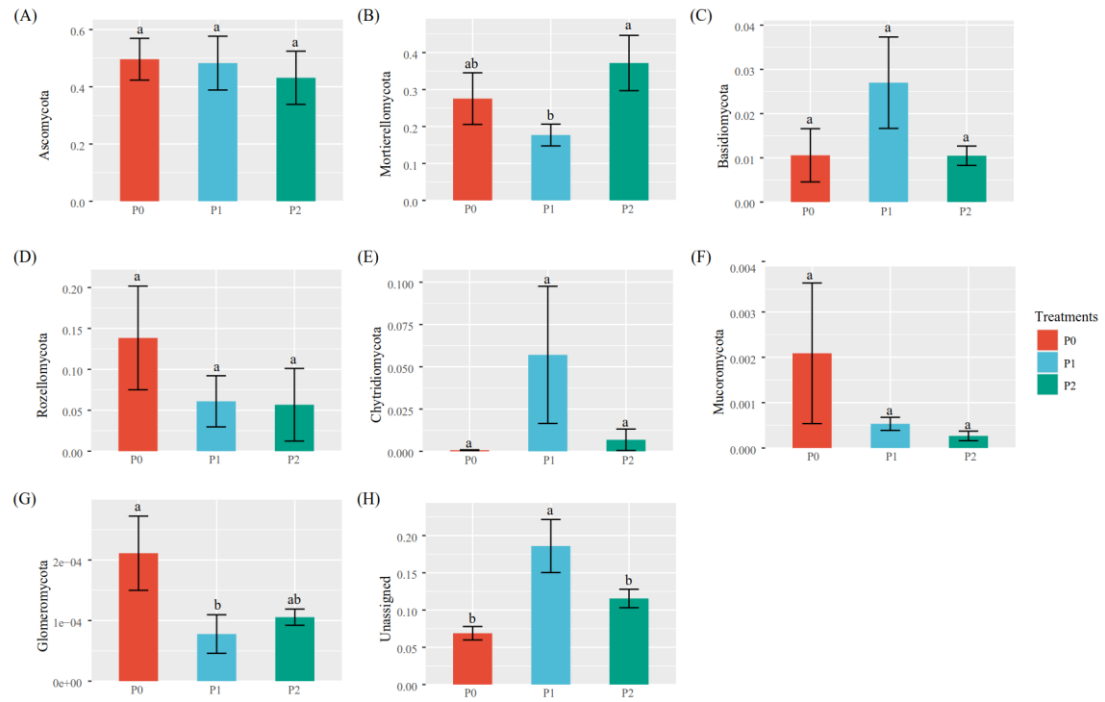 (A)
Ascomycota
0.6
0.4
0.2
0.0
a
a
a
P0
P1
P2
(B)
Mortierellomycota
0.4
0.3
0.2
0.1
0.0
ab
b
a
P0
P1
P2
(C)
Basidiomycota
0.04
0.03
0.02
0.01
0.00
a
a
a
P0
P1
P2
(D)
Rozellomycota
0.20
0.15
0.10
0.05
0.00
a
a
a
P0
P1
P2
(E)
Chytridiomycota
0.100
0.075
0.050
0.025
0.000
a
a
a
P0
P1
P2
(F)
Mucoromycota
0.004
0.003
0.002
0.001
0.000
a
a
a
P0
P1
P2
Treatments
P0
P1
P2
(G)
Glomeromycota
2e−04
1e−04
0e+00
a
b
ab
P0
P1
P2
(H)
Unassigned
0.20
0.15
0.10
0.05
0.00
b
a
b
P0
P1
P2